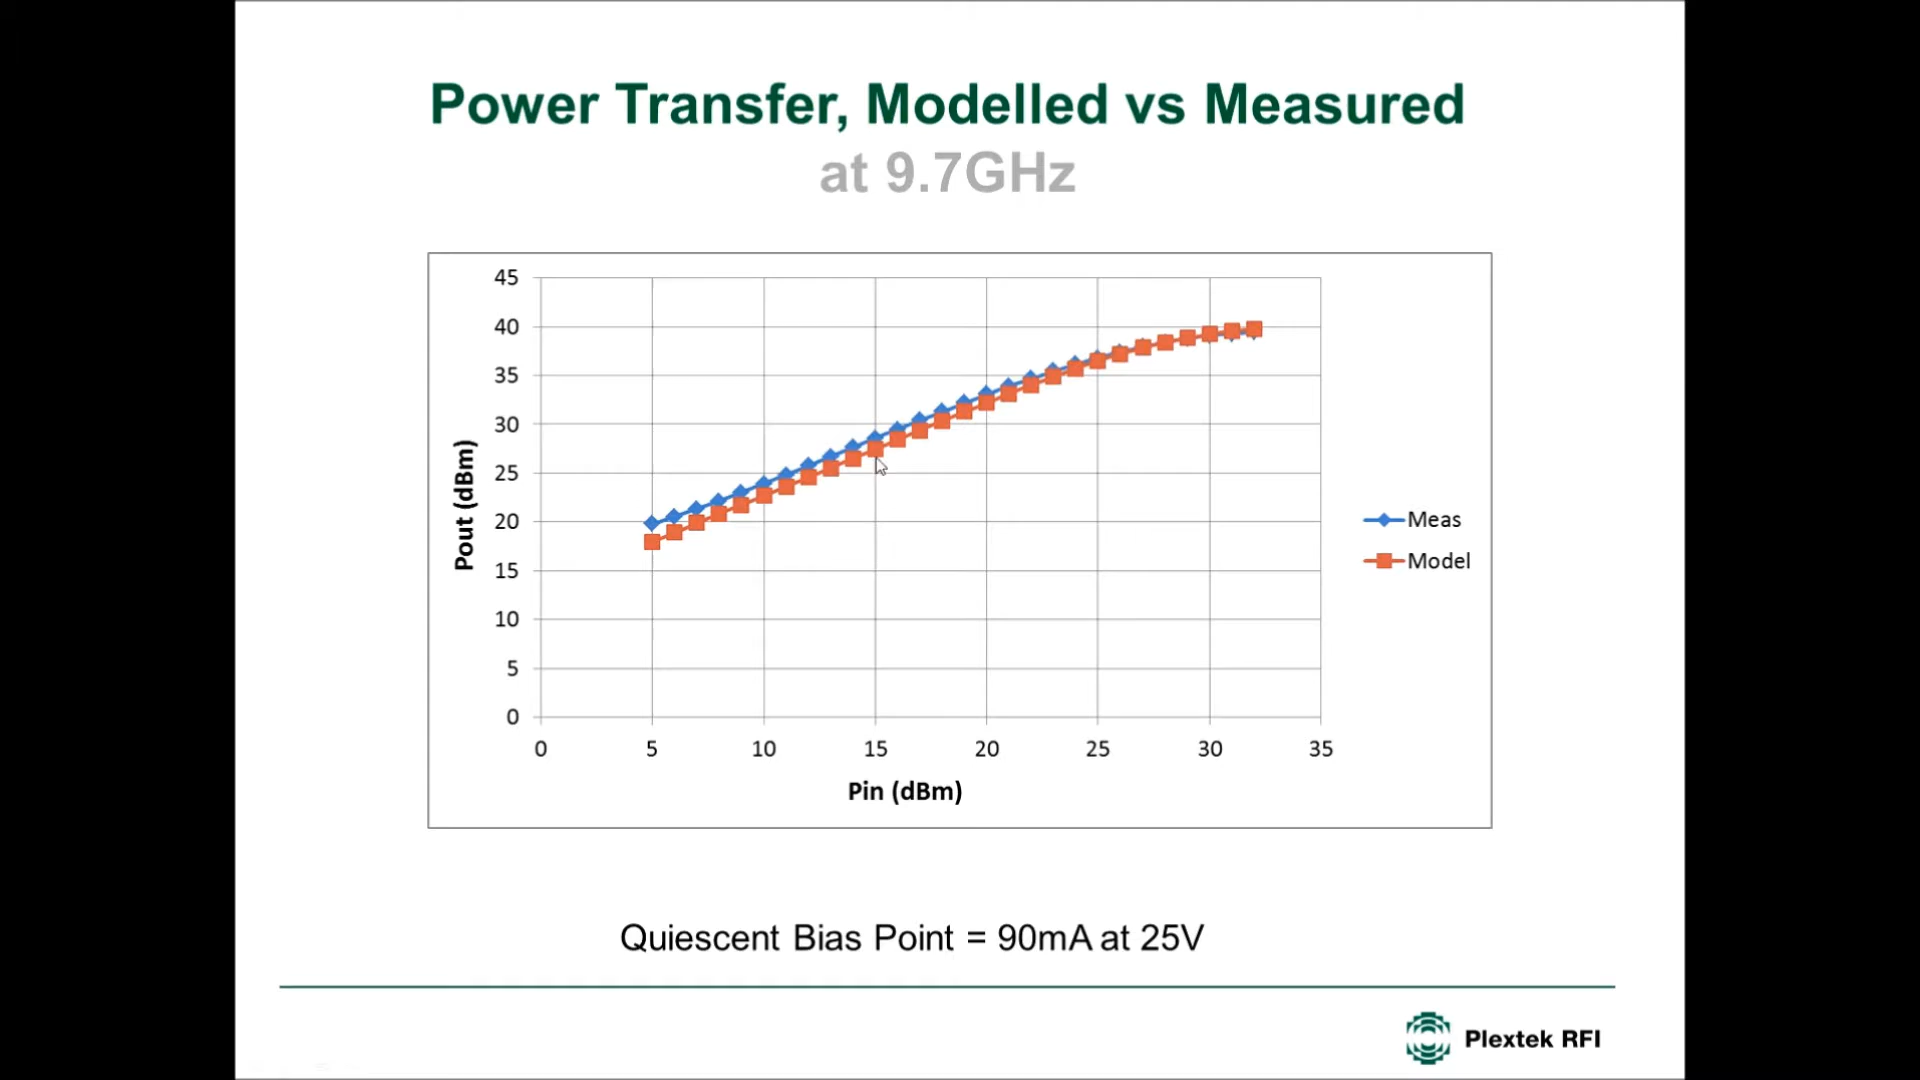 Power Transfer, Modelled vs Measured
at 9.7GHz
45
40
35
30
25
20
15
10
5
0
Pout (dBm)
0 5 10 15 20 25 30 35
Pin (dBm)
Meas
Model
Quiescent Bias Point = 90mA at 25V
Plextek RFI